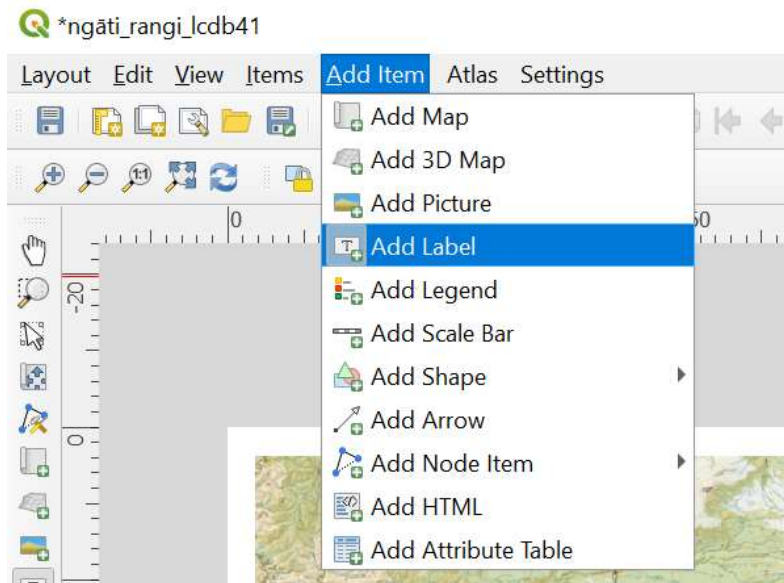 *ngāti_rangi_lcdb41
Layout Edit View Items Add Item Atlas Settings
Add Map
Add 3D Map
Add Picture
1:1
0
Add Label
-20
Add Legend
Add Scale Bar
Add Shape
Add Arrow
0
Add Node Item
Add HTML
Add Attribute Table